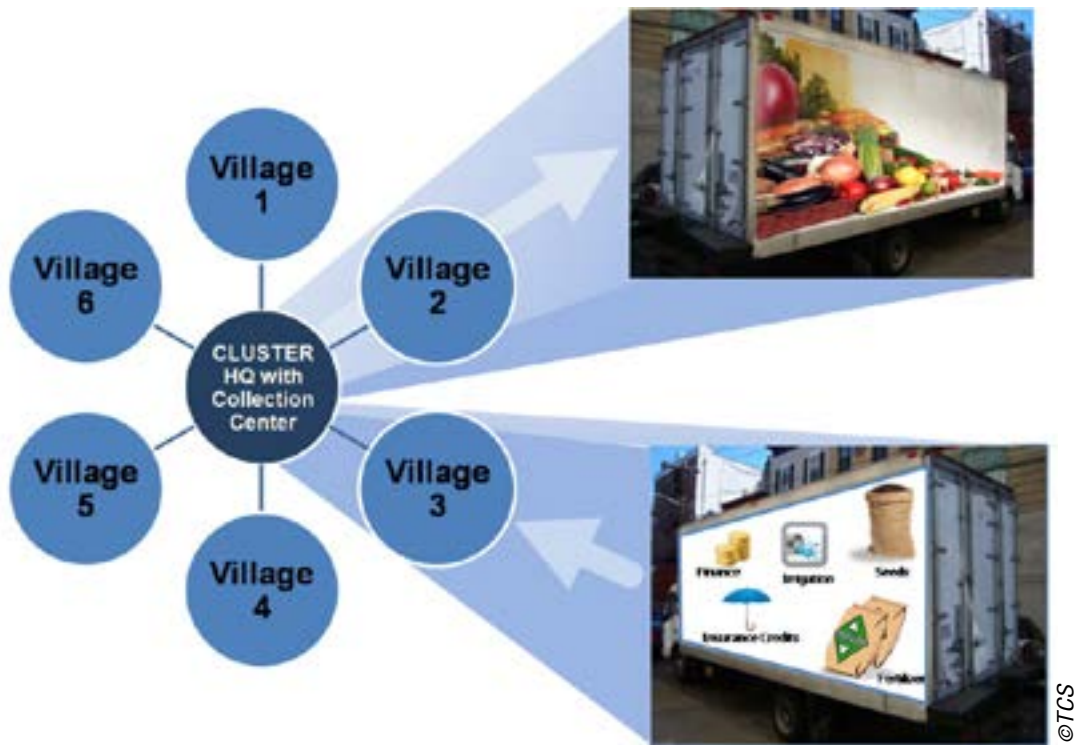 Village
1
Village
6
Village
2
CLUSTER
HQ with
Collection
Center
Village
5
Village
3
Village
4
Finance
Irrigation
Seeds
Insurance Credits
Fertilizer
©TCS